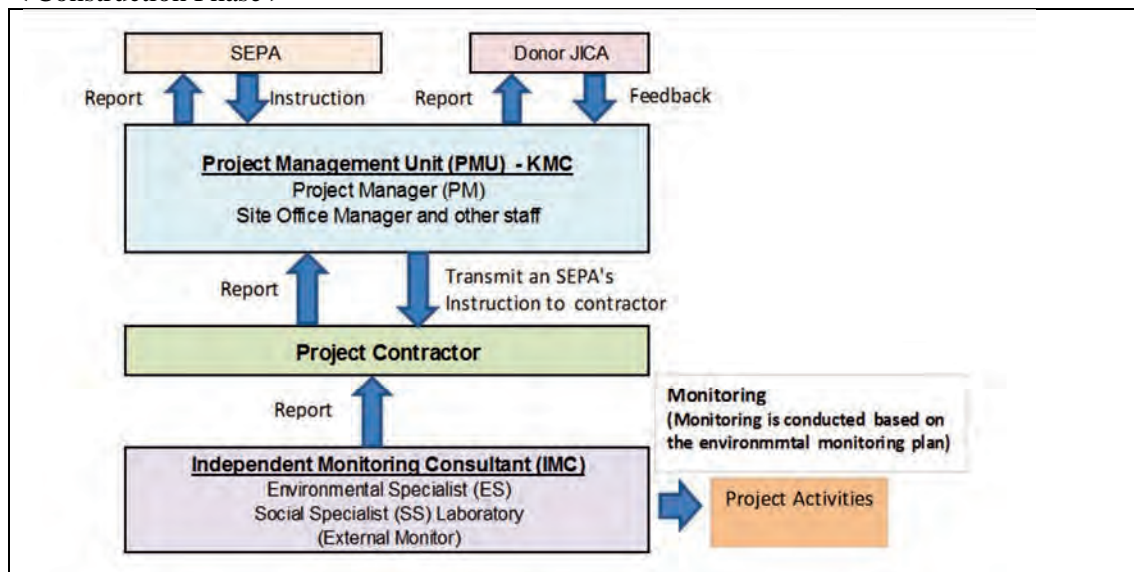 SEPA
Donor JICA
Report
Instruction
Report
Feedback
Project Management Unit (PMU) - KMC
Project Manager (PM)
Site Office Manager and other staff
Report
Transmit an SEPA's
Instruction to contractor
Project Contractor
Report
Monitoring
(Monitoring is conducted based on
the environmmtal monitoring plan)
Independent Monitoring Consultant (IMC)
Environmental Specialist (ES)
Social Specialist (SS) Laboratory
(External Monitor)
Project Activities